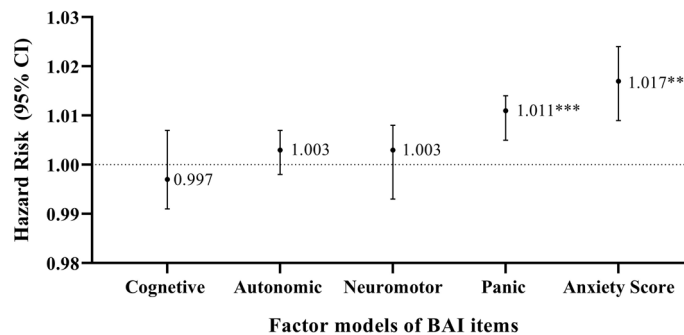 Hazard Risk (95% CI)
1.03
1.02
1.01
1.00
0.99
0.98
0.997
1.003
1.003
1.011***
1.017**
Cognetive
Autonomic
Neuromotor
Panic
Anxiety Score
Factor models of BAI items